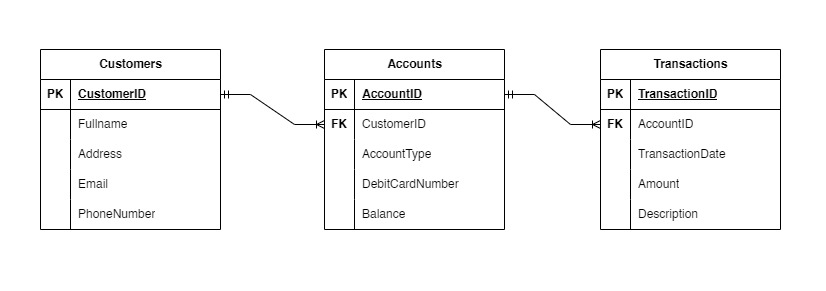 Customers
PK CustomerID
Fullname
Address
Email
PhoneNumber
Accounts
PK AccountID
FK CustomerID
AccountType
DebitCardNumber
Balance
Transactions
PK TransactionID
FK AccountID
TransactionDate
Amount
Description